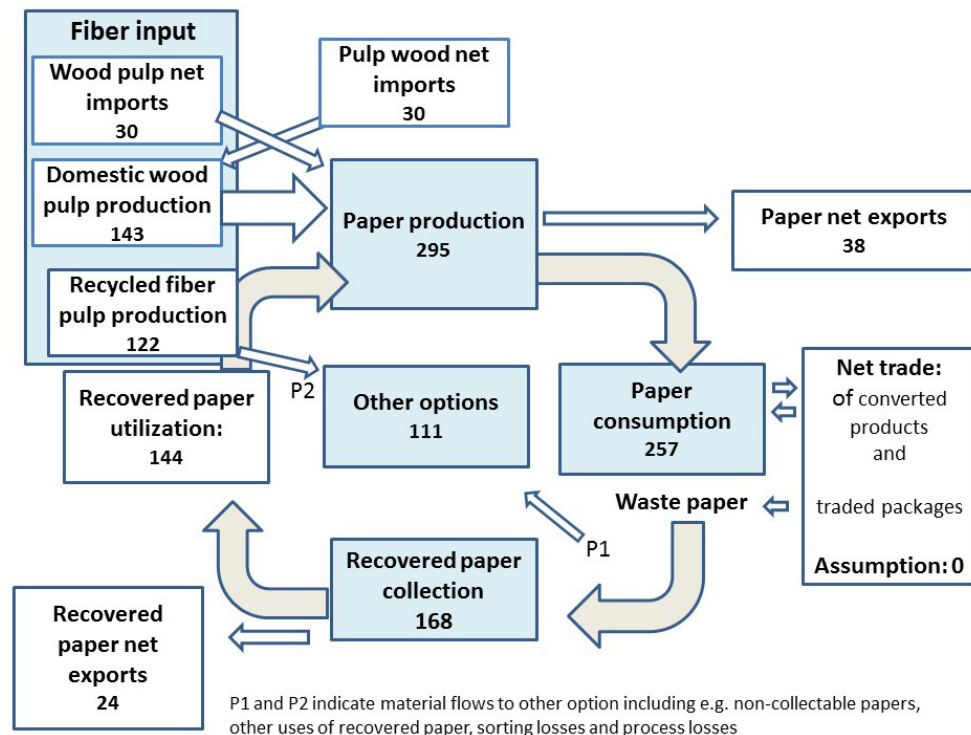 Fiber input
Wood pulp net
imports
30
Pulp wood net
imports
30
Domestic wood
pulp production
143
Paper production
295
Paper net exports
38
Recycled fiber
pulp production
122
P2
Recovered paper
utilization:
144
Other options
111
Paper
consumption
257
Net trade:
of converted
products
and
traded packages
Assumption: 0
Waste paper
P1
Recovered paper
collection
168
Recovered
paper net
exports
24
P1 and P2 indicate material flows to other option including e.g. non-collectable papers,
other uses of recovered paper, sorting losses and process losses